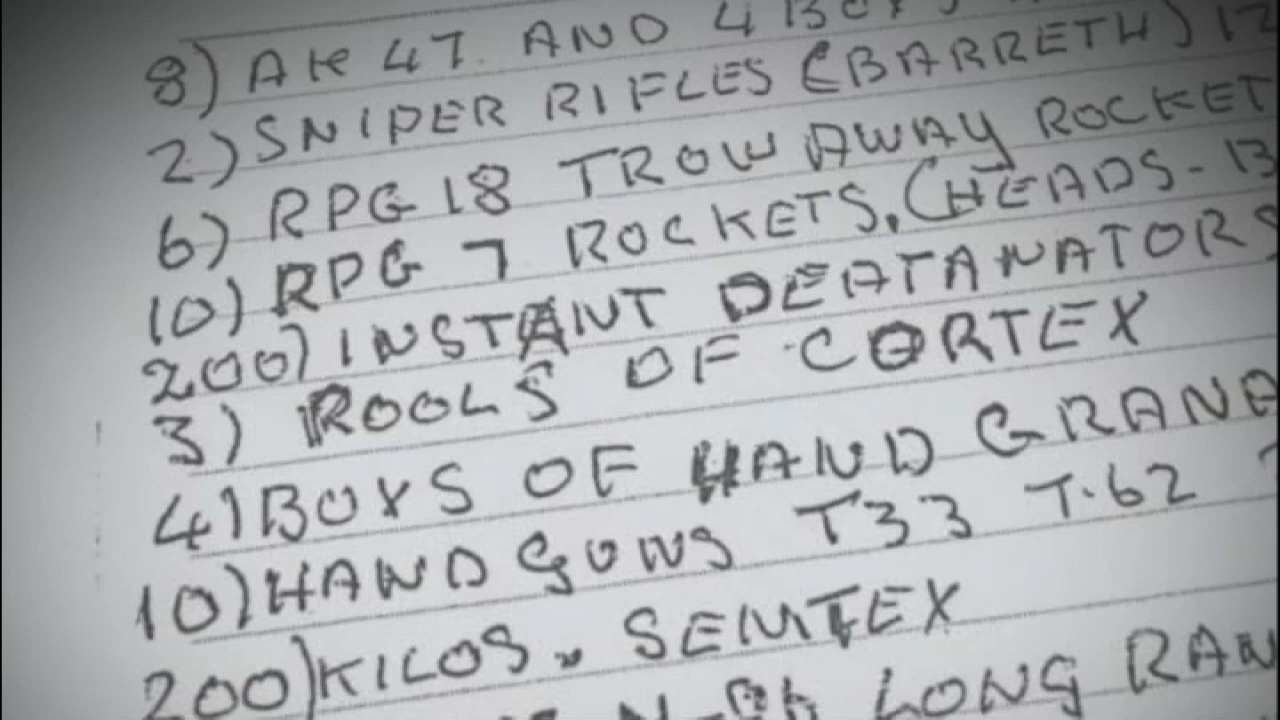 8) AK 47 AND 4 BOXS
2) SNIPER RIFLES (BARRETH) 12
6) RPG 18 TROW AWAY ROCKET
10) RPG 7 ROCKETS. (HEADS - 13
200) INSTANT DEATANATORS
3) ROOLS OF CORTEX
4) BOXS OF HAND GRANA
10) HAND GOUNS T33 T.62
200) KILOS. SEMTEX
LONG RAN